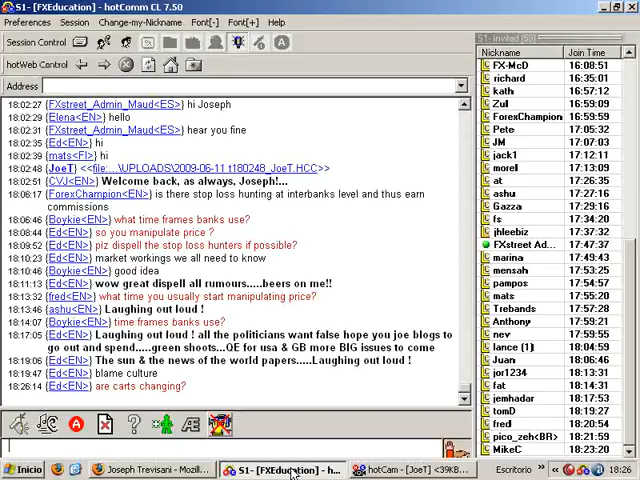 S1- [FXEducation] - hotComm CL 7.50
Preferences Session Change-my-Nickname Font[-] Font[+] Help
Session Control
hotWeb Control
Address
18:02:27 {FXstreet_Admin_Maud<ES>} hi Joseph
18:02:29 {Elena<EN>} hello
18:02:31 {FXstreet_Admin_Maud<ES>} hear you fine
18:02:35 {Ed<EN>} hi
18:02:39 {mats<FI>} hi
18:02:48 {JoeT} <<file:...\UPLOADS\2009-06-11 t180248_JoeT.HCC>>
18:02:51 {CVJ<EN>} Welcome back, as always, Joseph!...
18:06:17 {ForexChampion<EN>} is there stop loss hunting at interbanks level and thus earn
commissions
18:06:46 {Boykie<EN>} what time frames banks use?
18:08:44 {Ed<EN>} so you manipulate price ?
18:09:52 {Ed<EN>} plz dispell the stop loss hunters if possible?
18:10:23 {Ed<EN>} market workings we all need to know
18:10:46 {Boykie<EN>} good idea
18:11:13 {Ed<EN>} wow great dispell all rumours.....beers on me!!
18:13:32 {fred<EN>} what time you usually start manipulating price?
18:13:46 {ashu<EN>} Laughing out loud !
18:14:07 {Boykie<EN>} time frames banks use?
18:17:05 {Ed<EN>} Laughing out loud ! all the politicians want false hope you joe blogs to
go out and spend.....green shoots...QE for usa & GB more BIG issues to come
18:19:06 {Ed<EN>} The sun & the news of the world papers....Laughing out loud !
18:19:47 {Ed<EN>} blame culture
18:26:14 {Ed<EN>} are carts changing?
S1- Invited [53]
Nickname Join Time
FX-McD 16:08:51
richard 16:35:01
kath 16:57:12
Zul 16:59:09
ForexChampion 16:59:09
Pete 17:05:32
JM 17:07:03
jack1 17:12:11
morel 17:13:09
at 17:26:35
ashu 17:27:16
Gazza 17:27:16
fs 17:34:20
jhleebiz 17:37:42
FXstreet Ad... 17:47:37
marina 17:49:43
mensah 17:53:25
pampos 17:54:57
mats 17:55:25
Trebands 17:57:28
Anthony 17:57:29
nev 17:59:55
lance (1) 18:04:59
Juan 18:06:46
jor1234 18:13:31
fat 18:14:31
jemhadar 18:17:57
tomD 18:19:27
fred 18:21:27
pico_zeh<BR> 18:23:20
MikeC 18:23:50
Inicio
Joseph Trevisani - Mozill...
S1- [FXEducation] - h...
hotCam - [JoeT] <39KB...
Escritorio
18:26